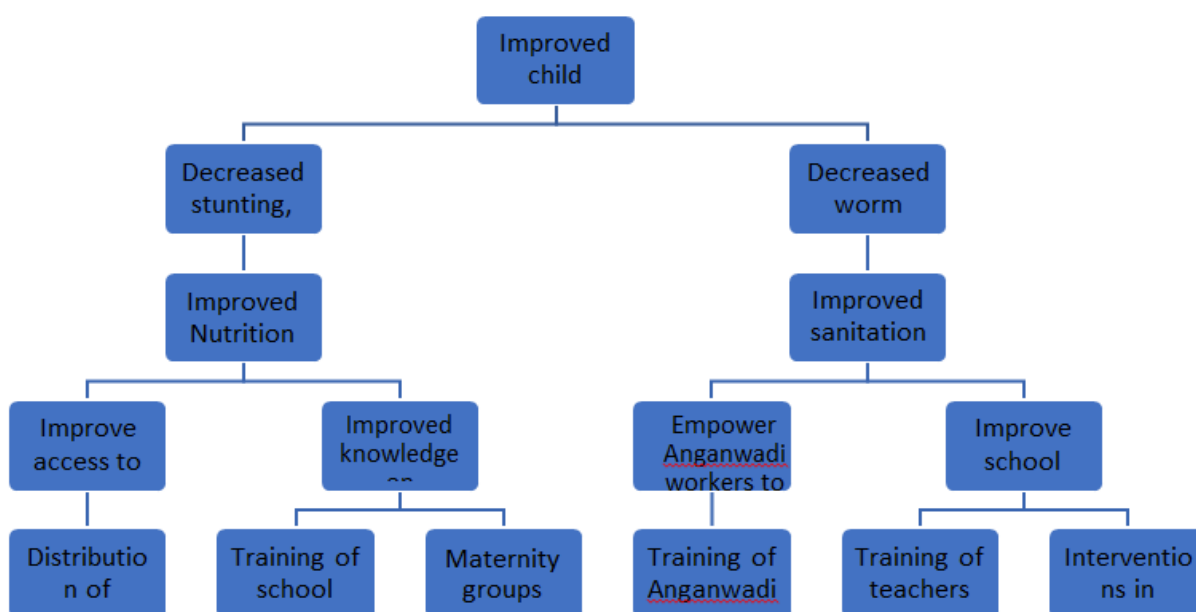 Improved
child
Decreased
stunting,
Decreased
worm
Improved
Nutrition
Improved
sanitation
Improve
access to
Improved
knowledge
on
Empower
Anganwadi
workers to
Improve
school
Distributio
n of
Training of
school
Maternity
groups
Training of
Anganwadi
Training of
teachers
Interventio
ns in